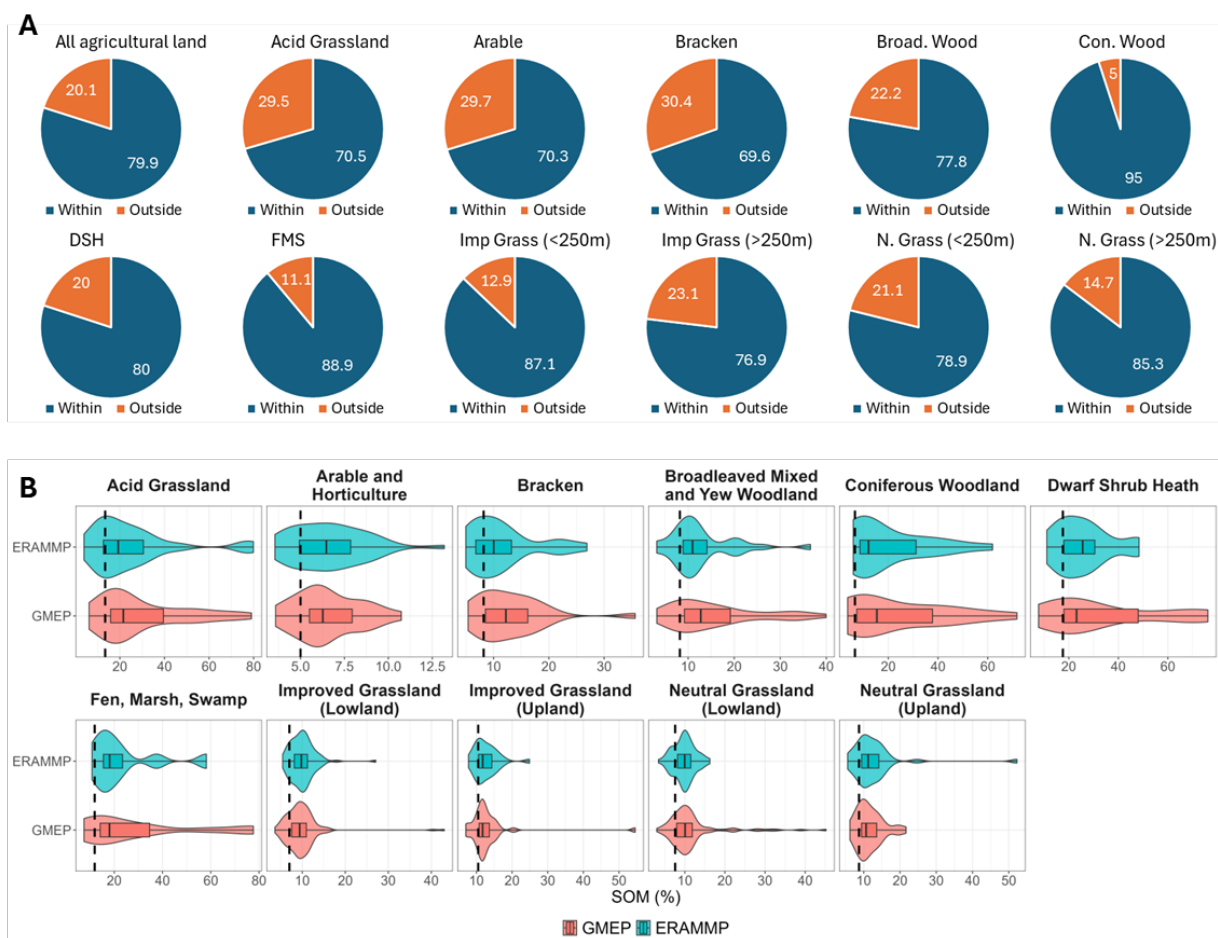 A
All agricultural land
Acid Grassland
Arable
Bracken
Broad. Wood
Con. Wood
20.1
79.9
29.5
70.5
29.7
70.3
30.4
69.6
22.2
77.8
5
95
Within Outside
Within Outside
Within Outside
Within Outside
Within Outside
Within Outside
DSH
FMS
Imp Grass (<250m)
Imp Grass (>250m)
N. Grass (<250m)
N. Grass (>250m)
20
80
11.1
88.9
12.9
87.1
23.1
76.9
21.1
78.9
14.7
85.3
Within Outside
Within Outside
Within Outside
Within Outside
Within Outside
Within Outside
B
Acid Grassland
Arable and
Horticulture
Bracken
Broadleaved Mixed
and Yew Woodland
Coniferous Woodland
Dwarf Shrub Heath
ERAMMP
GMEP
20 40 60 80
5.0 7.5 10.0 12.5
10 20 30
10 20 30 40
20 40 60
20 40 60
Fen, Marsh, Swamp
Improved Grassland
(Lowland)
Improved Grassland
(Upland)
Neutral Grassland
(Lowland)
Neutral Grassland
(Upland)
ERAMMP
GMEP
20 40 60 80
10 20 30 40
10 20 30 40 50
10 20 30 40
10 20 30 40 50
SOM (%)
GMEP ERAMMP